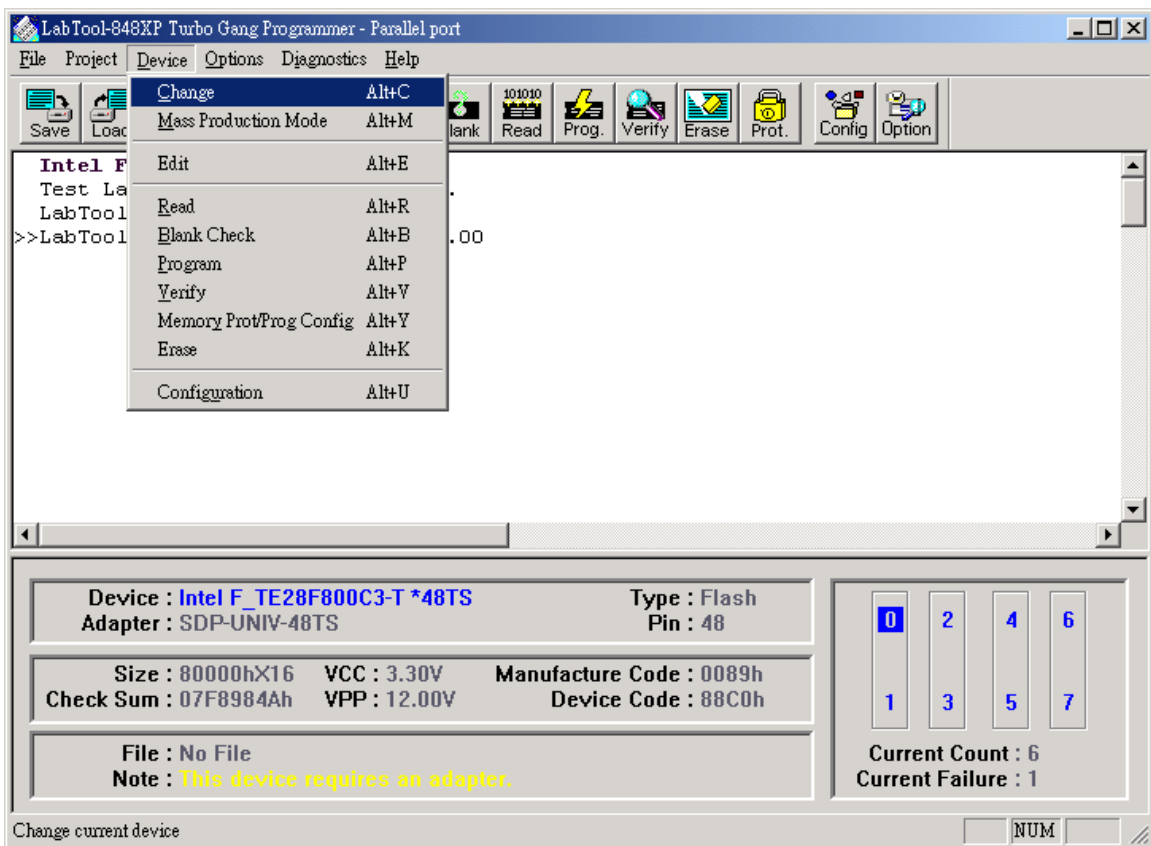 LabTool-848XP Turbo Gang Programmer - Parallel port
File Project Device Options Diagnostics Help
Change Alt+C
Mass Production Mode Alt+M
Edit Alt+E
Read Alt+R
Blank Check Alt+B
Program Alt+P
Verify Alt+V
Memory Prot/Prog Config Alt+Y
Erase Alt+K
Configuration Alt+U
Save Load lank Read Prog. Verify Erase Prot. Config Option
101010
Intel F
Test La .
LabTool
>>LabTool .00
Device : Intel F_TE28F800C3-T *48TS Type : Flash
Adapter : SDP-UNIV-48TS Pin : 48
Size : 80000hX16 VCC : 3.30V Manufacture Code : 0089h
Check Sum : 07F8984Ah VPP : 12.00V Device Code : 88C0h
File : No File
Note : This device requires an adapter.
0 2 4 6
1 3 5 7
Current Count : 6
Current Failure : 1
Change current device NUM